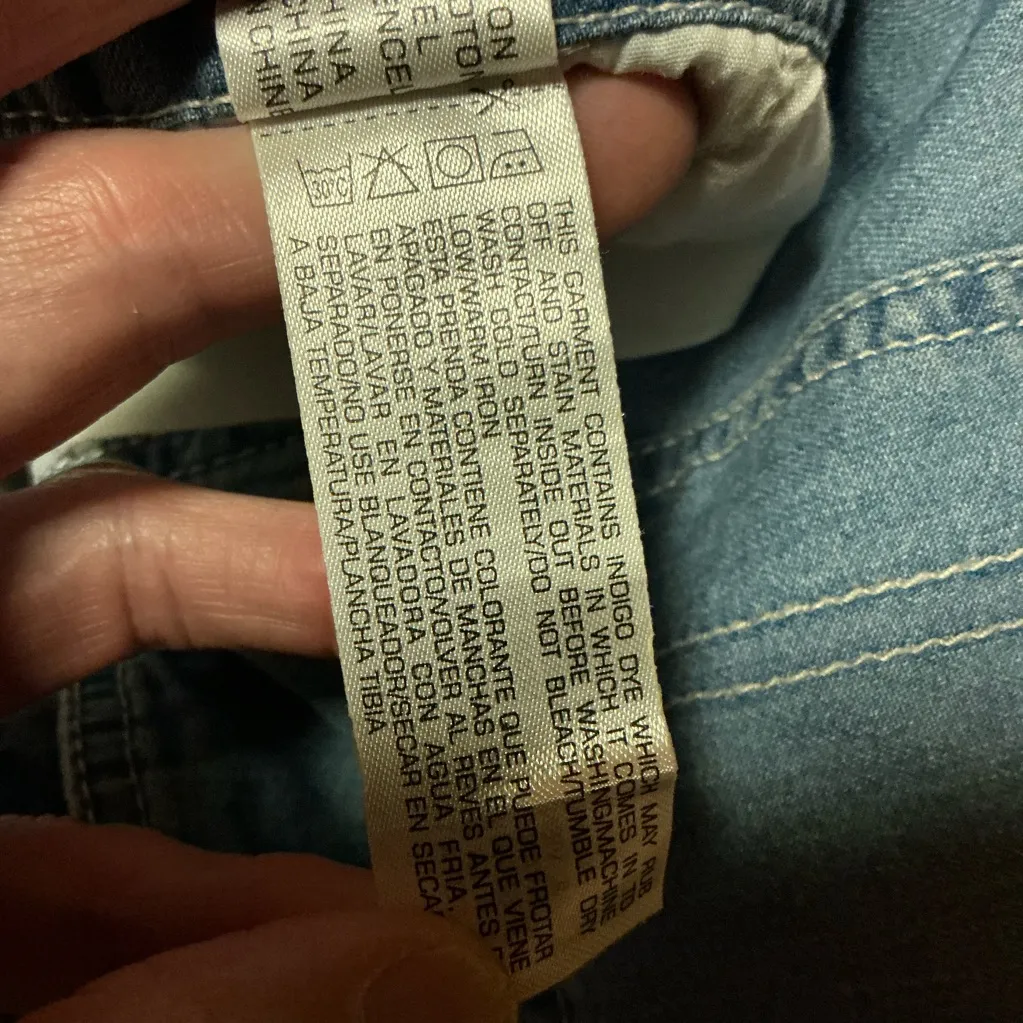 CHINA
30°C
THIS GARMENT CONTAINS INDIGO DYE WHICH MAY RUB
OFF AND STAIN MATERIALS IN WHICH IT COMES IN TO
CONTACT/TURN INSIDE OUT BEFORE WASHING/MACHINE
WASH COLD SEPARATELY/DO NOT BLEACH/TUMBLE DRY
LOW/WARM IRON
ESTA PRENDA CONTIENE COLORANTE QUE PUEDE FROTAR
APAGADO Y MATERIALES DE MANCHAS EN EL QUE VIENE
EN PONERSE EN CONTACTO/VOLVER AL REVES ANTES
LAVAR/LAVAR EN LAVADORA CON AGUA FRIA,
SEPARADO/NO USE BLANQUEADOR/SECAR EN
A BAJA TEMPERATURA/PLANCHA TIBIA